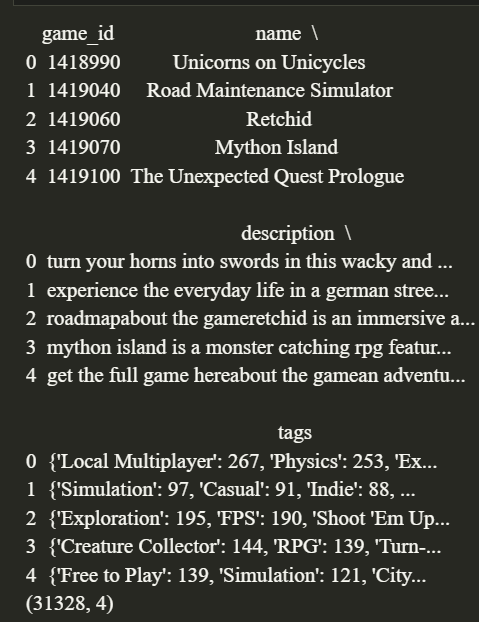 game_id name \
0 1418990 Unicorns on Unicycles
1 1419040 Road Maintenance Simulator
2 1419060 Retchid
3 1419070 Mython Island
4 1419100 The Unexpected Quest Prologue
description \
0 turn your horns into swords in this wacky and ...
1 experience the everyday life in a german stree...
2 roadmapabout the gameretchid is an immersive a...
3 mython island is a monster catching rpg featur...
4 get the full game hereabout the gamean adventu...
tags
0 {'Local Multiplayer': 267, 'Physics': 253, 'Ex...
1 {'Simulation': 97, 'Casual': 91, 'Indie': 88, ...
2 {'Exploration': 195, 'FPS': 190, 'Shoot 'Em Up...
3 {'Creature Collector': 144, 'RPG': 139, 'Turn-...
4 {'Free to Play': 139, 'Simulation': 121, 'City...
(31328, 4)